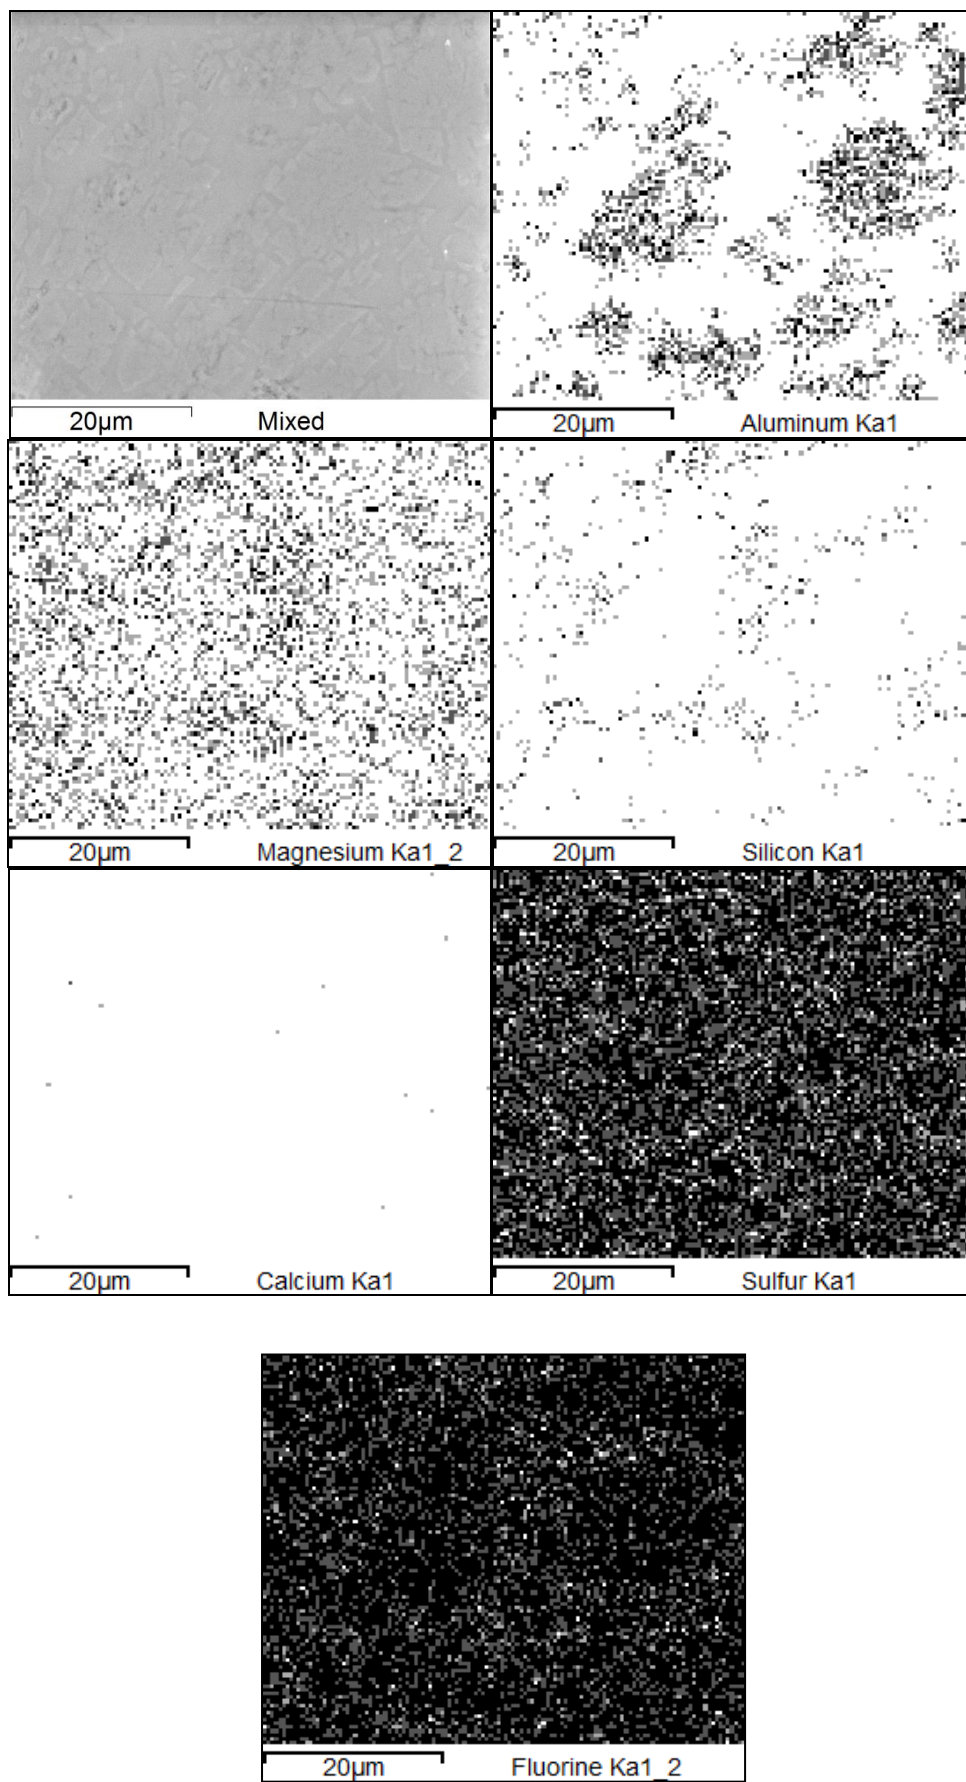 20µm Mixed
20µm Aluminum Ka1
20µm Magnesium Ka1_2
20µm Silicon Ka1
20µm Calcium Ka1
20µm Sulfur Ka1
20µm Fluorine Ka1_2